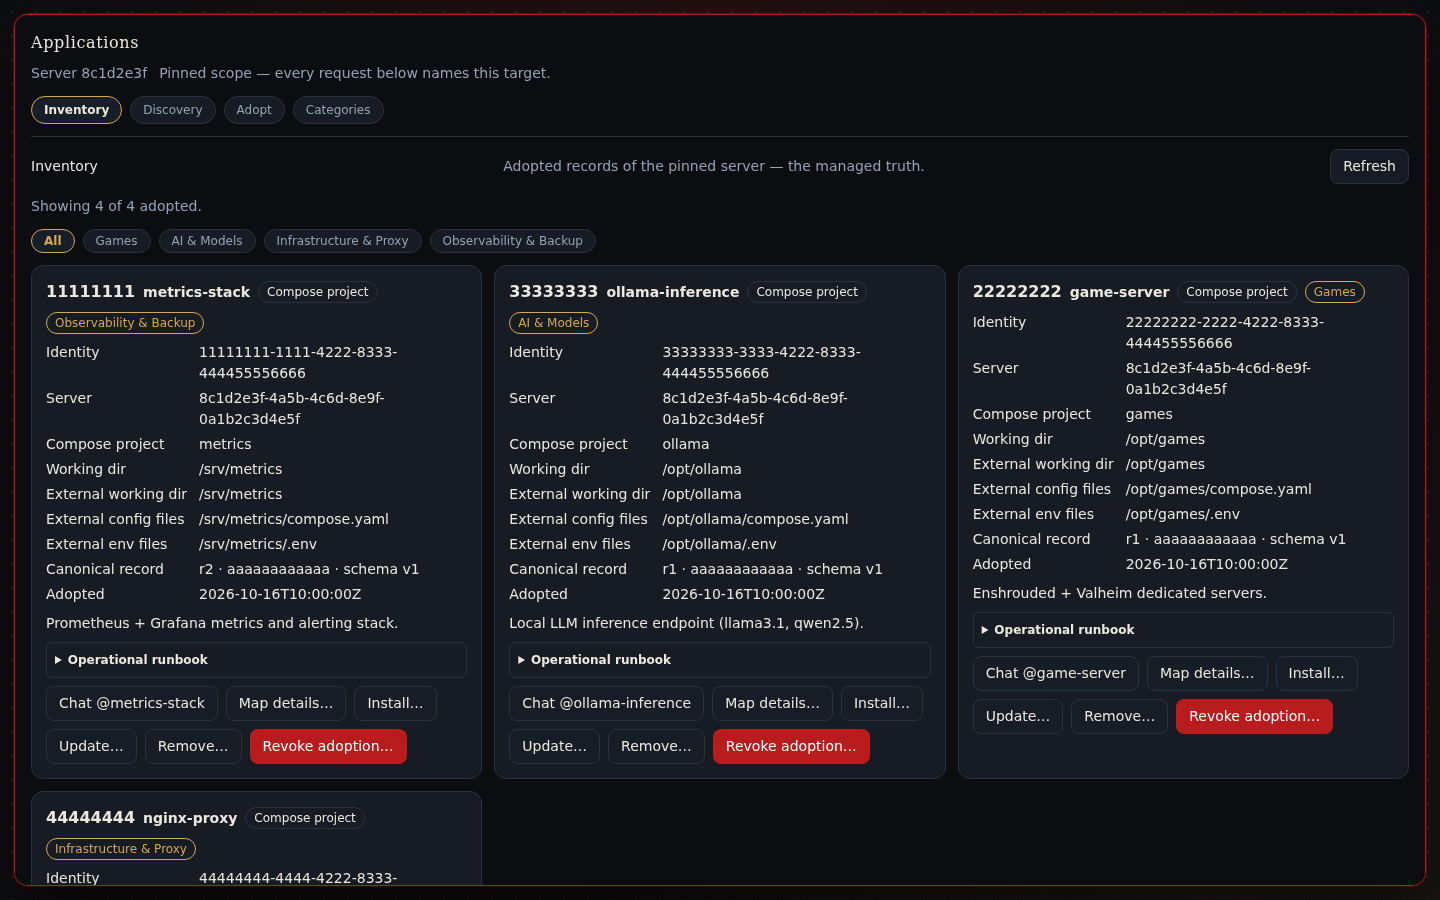 Applications
Server 8c1d2e3f Pinned scope — every request below names this target.
Inventory Discovery Adopt Categories
Inventory Adopted records of the pinned server — the managed truth. Refresh
Showing 4 of 4 adopted.
All Games AI & Models Infrastructure & Proxy Observability & Backup
11111111 metrics-stack Compose project
Observability & Backup
Identity 11111111-1111-4222-8333-
444455556666
Server 8c1d2e3f-4a5b-4c6d-8e9f-
0a1b2c3d4e5f
Compose project metrics
Working dir /srv/metrics
External working dir /srv/metrics
External config files /srv/metrics/compose.yaml
External env files /srv/metrics/.env
Canonical record r2 · aaaaaaaaaaaa · schema v1
Adopted 2026-10-16T10:00:00Z
Prometheus + Grafana metrics and alerting stack.
Operational runbook
Chat @metrics-stack Map details… Install…
Update… Remove… Revoke adoption…
33333333 ollama-inference Compose project
AI & Models
Identity 33333333-3333-4222-8333-
444455556666
Server 8c1d2e3f-4a5b-4c6d-8e9f-
0a1b2c3d4e5f
Compose project ollama
Working dir /opt/ollama
External working dir /opt/ollama
External config files /opt/ollama/compose.yaml
External env files /opt/ollama/.env
Canonical record r1 · aaaaaaaaaaaa · schema v1
Adopted 2026-10-16T10:00:00Z
Local LLM inference endpoint (llama3.1, qwen2.5).
Operational runbook
Chat @ollama-inference Map details… Install…
Update… Remove… Revoke adoption…
22222222 game-server Compose project Games
Identity 22222222-2222-4222-8333-
444455556666
Server 8c1d2e3f-4a5b-4c6d-8e9f-
0a1b2c3d4e5f
Compose project games
Working dir /opt/games
External working dir /opt/games
External config files /opt/games/compose.yaml
External env files /opt/games/.env
Canonical record r1 · aaaaaaaaaaaa · schema v1
Adopted 2026-10-16T10:00:00Z
Enshrouded + Valheim dedicated servers.
Operational runbook
Chat @game-server Map details… Install…
Update… Remove… Revoke adoption…
44444444 nginx-proxy Compose project
Infrastructure & Proxy
Identity 44444444-4444-4222-8333-